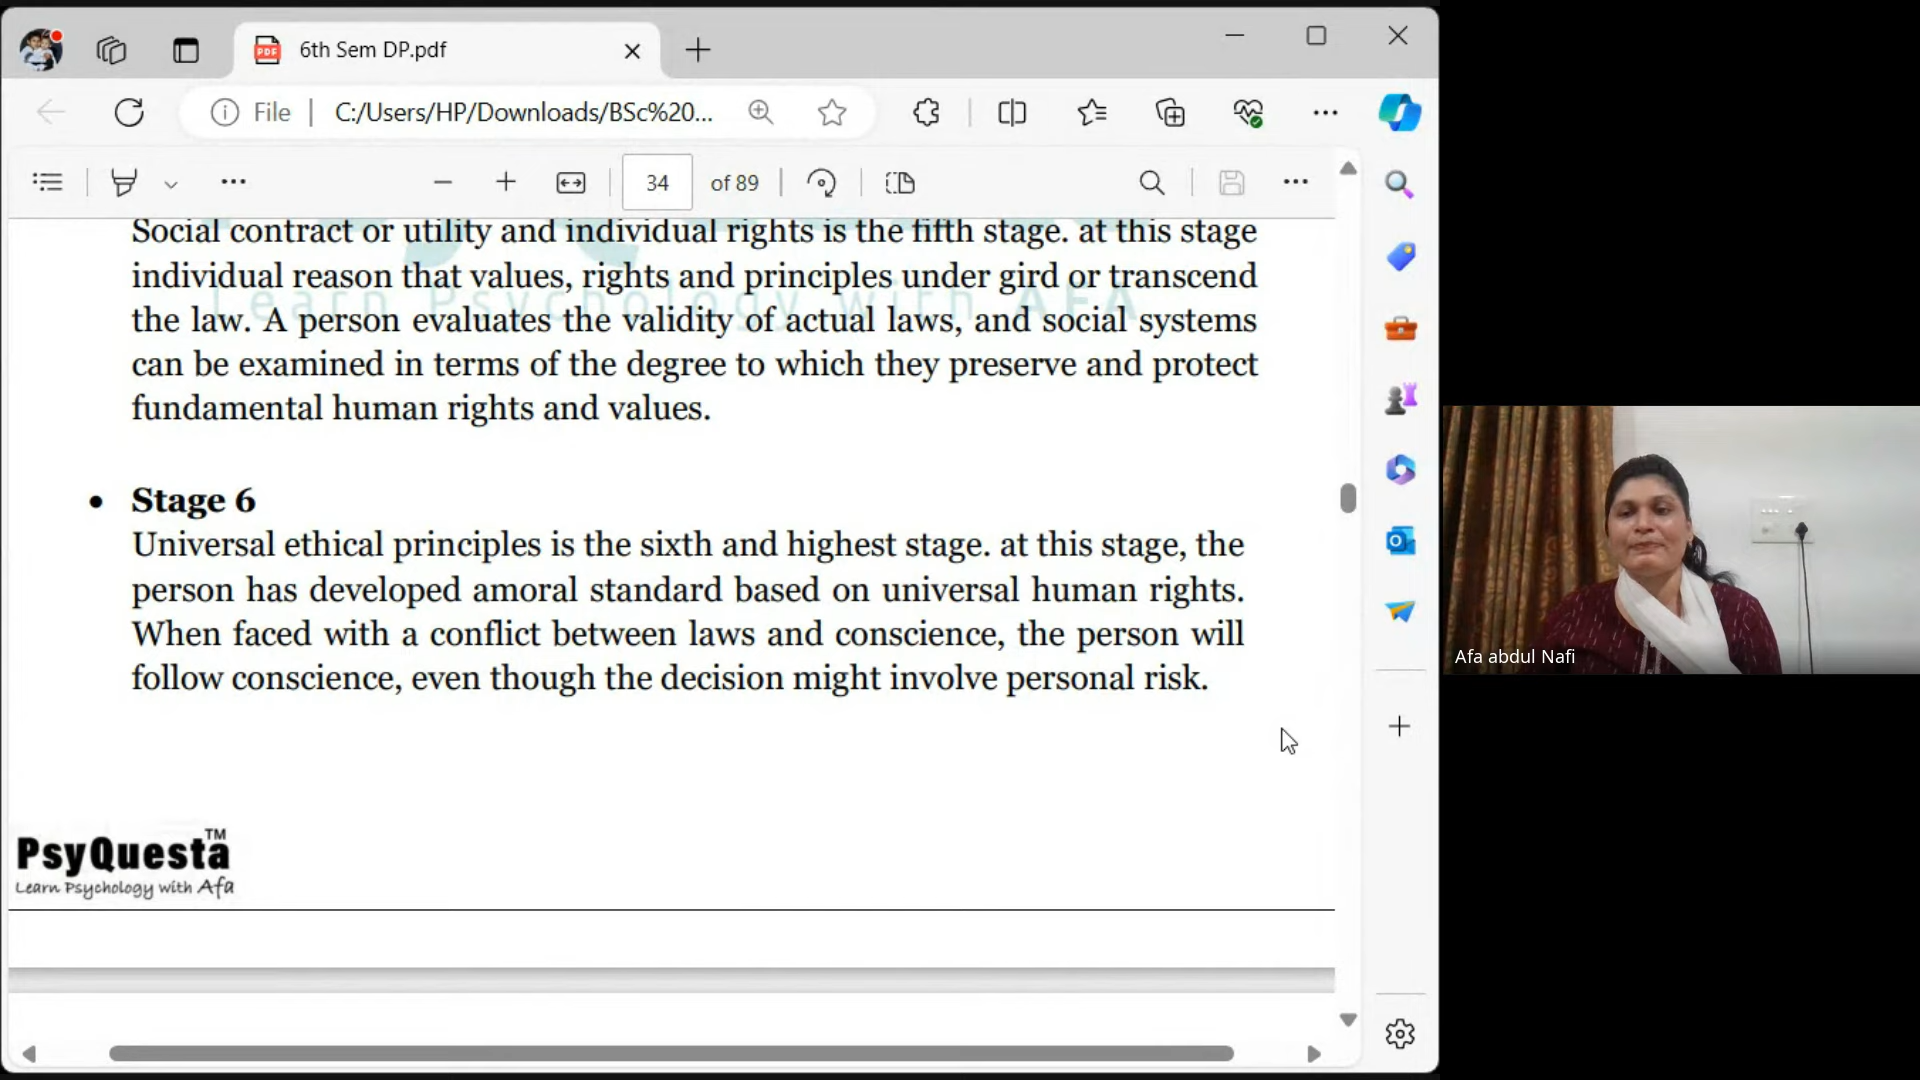 6th Sem DP.pdf
File
C:/Users/HP/Downloads/BSc%20...
34 of 89
Social contract or utility and individual rights is the fifth stage. at this stage
individual reason that values, rights and principles under gird or transcend
the law. A person evaluates the validity of actual laws, and social systems
can be examined in terms of the degree to which they preserve and protect
fundamental human rights and values.
Learn Psychology with AFA
• Stage 6
Universal ethical principles is the sixth and highest stage. at this stage, the
person has developed amoral standard based on universal human rights.
When faced with a conflict between laws and conscience, the person will
follow conscience, even though the decision might involve personal risk.
Afa abdul Nafi
PsyQuesta™
Learn Psychology with Afa